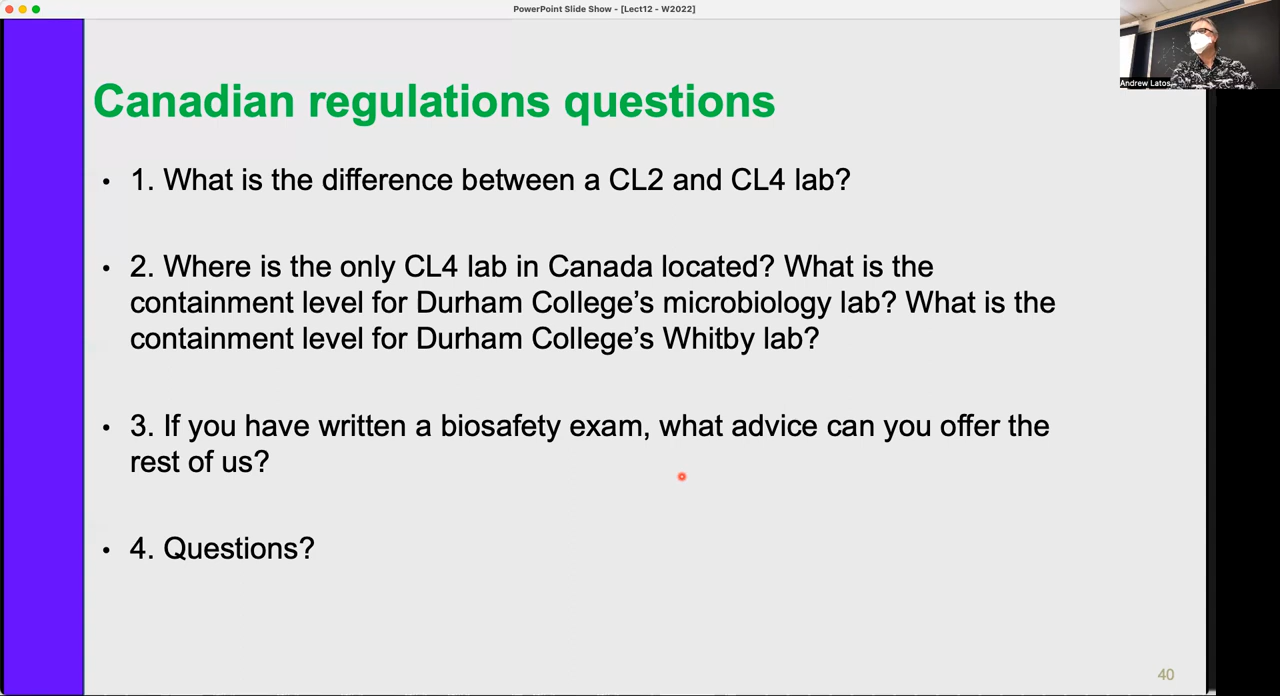 PowerPoint Slide Show - [Lect12 - W2022]
Andrew Latos
Canadian regulations questions
• 1. What is the difference between a CL2 and CL4 lab?
• 2. Where is the only CL4 lab in Canada located? What is the
containment level for Durham College’s microbiology lab? What is the
containment level for Durham College’s Whitby lab?
• 3. If you have written a biosafety exam, what advice can you offer the
rest of us?
• 4. Questions?
40